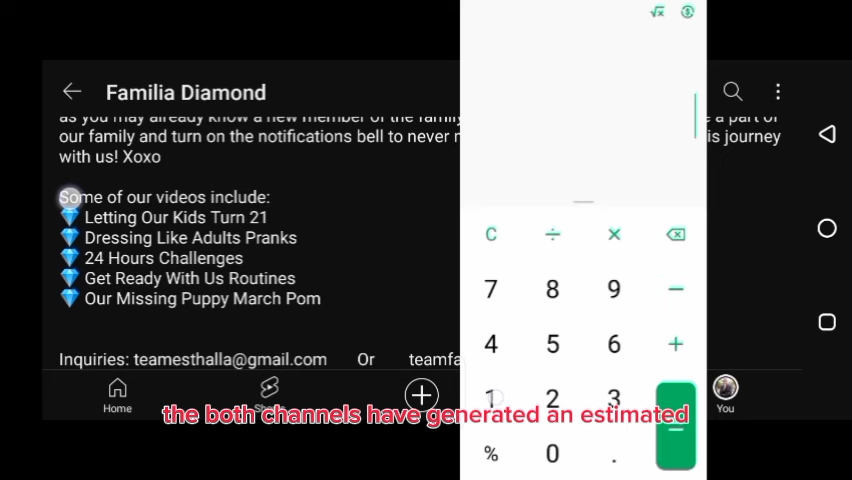 Familia Diamond
as you may already know a new member of the family
e a part of
our family and turn on the notifications bell to never
is journey
with us! Xoxo
Some of our videos include:
💎 Letting Our Kids Turn 21
💎 Dressing Like Adults Pranks
💎 24 Hours Challenges
💎 Get Ready With Us Routines
💎 Our Missing Puppy March Pom
Inquiries: teamesthalla@gmail.com Or teamfa
Home
You
the both channels have generated an estimated
√x
$
C ÷ ×
7 8 9 −
4 5 6 +
1 2 3 =
% 0 .